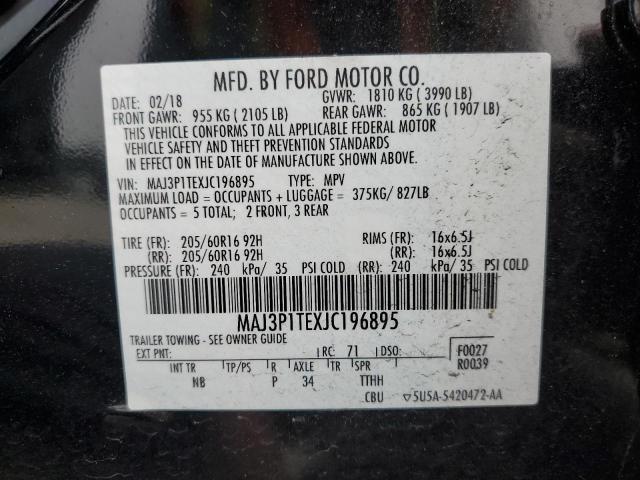 MFD. BY FORD MOTOR CO.
DATE: 02/18 GVWR: 1810 KG ( 3990 LB)
FRONT GAWR: 955 KG ( 2105 LB) REAR GAWR: 865 KG ( 1907 LB)
THIS VEHICLE CONFORMS TO ALL APPLICABLE FEDERAL MOTOR
VEHICLE SAFETY AND THEFT PREVENTION STANDARDS
IN EFFECT ON THE DATE OF MANUFACTURE SHOWN ABOVE.
VIN: MAJ3P1TEXJC196895 TYPE: MPV
MAXIMUM LOAD = OCCUPANTS + LUGGAGE = 375KG/ 827LB
OCCUPANTS = 5 TOTAL; 2 FRONT, 3 REAR
TIRE (FR): 205/60R16 92H RIMS (FR): 16x6.5J
(RR): 205/60R16 92H (RR): 16x6.5J
PRESSURE (FR): 240 kPa/ 35 PSI COLD (RR): 240 kPa/ 35 PSI COLD
MAJ3P1TEXJC196895
TRAILER TOWING - SEE OWNER GUIDE
EXT PNT: RC: 71 DSO: F0027
R0039
INT TR TP/PS R AXLE TR SPR
NB P 34 TTHH
CBU ▽5U5A-5420472-AA